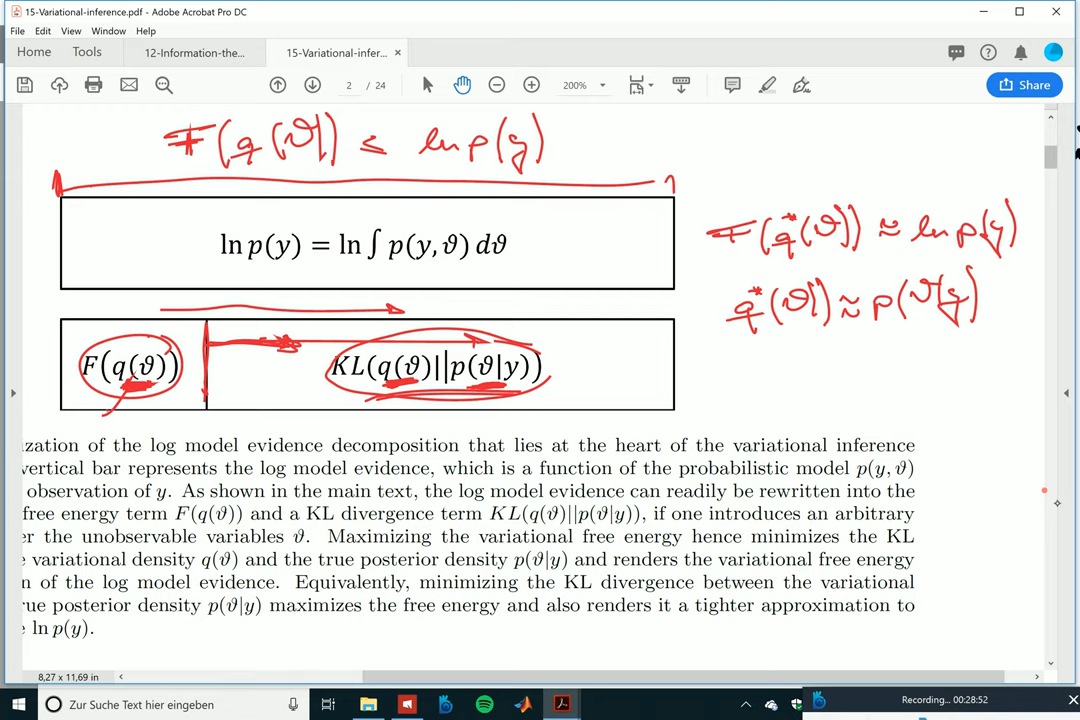 15-Variational-inference.pdf - Adobe Acrobat Pro DC
File Edit View Window Help
Home Tools 12-Information-the... 15-Variational-infer... ×
2 / 24 200% Share
F(q(ϑ)) ≤ ln p(y)
ln p(y) = ln ∫ p(y, ϑ) dϑ
F(q*(ϑ)) ≈ ln p(y)
q*(ϑ) ≈ p(ϑ|y)
F(q(ϑ)) KL(q(ϑ)||p(ϑ|y))
ization of the log model evidence decomposition that lies at the heart of the variational inference
vertical bar represents the log model evidence, which is a function of the probabilistic model p(y, ϑ)
observation of y. As shown in the main text, the log model evidence can readily be rewritten into the
free energy term F(q(ϑ)) and a KL divergence term KL(q(ϑ)||p(ϑ|y)), if one introduces an arbitrary
er the unobservable variables ϑ. Maximizing the variational free energy hence minimizes the KL
variational density q(ϑ) and the true posterior density p(ϑ|y) and renders the variational free energy
n of the log model evidence. Equivalently, minimizing the KL divergence between the variational
rue posterior density p(ϑ|y) maximizes the free energy and also renders it a tighter approximation to
ln p(y).
8,27 x 11,69 in
Zur Suche Text hier eingeben
Recording... 00:28:52